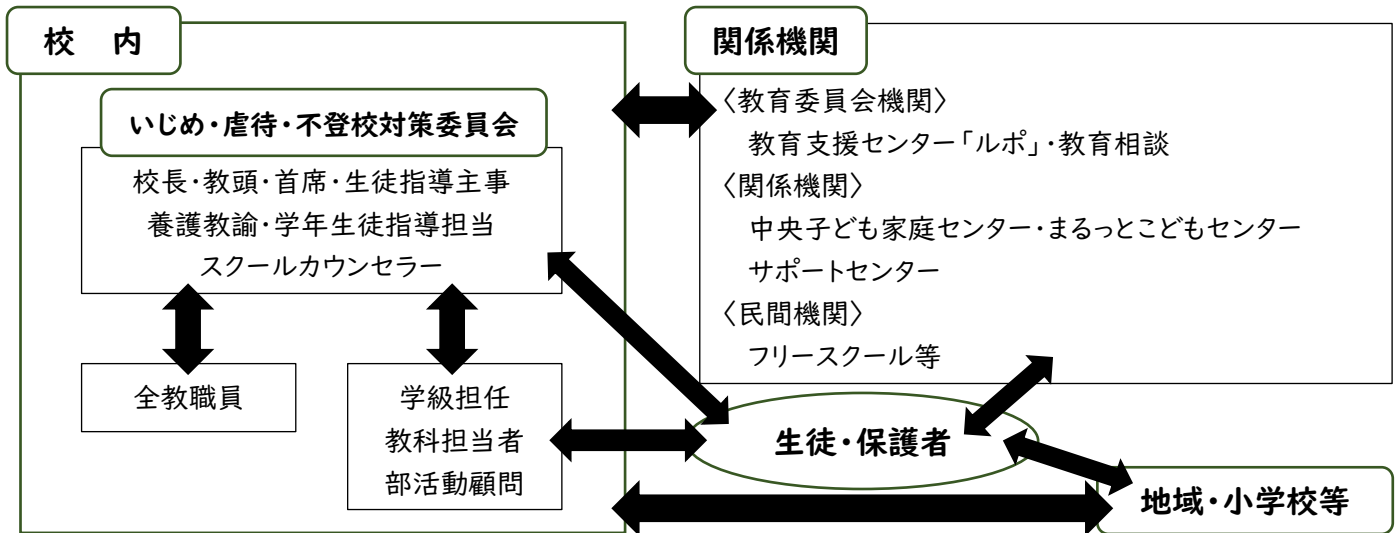 校　内
いじめ・虐待・不登校対策委員会
校長・教頭・首席・生徒指導主事
養護教諭・学年生徒指導担当
スクールカウンセラー
全教職員
学級担任
教科担当者
部活動顧問
関係機関
〈教育委員会機関〉
教育支援センター「ルポ」・教育相談
〈関係機関〉
中央子ども家庭センター・まるっとこどもセンター
サポートセンター
〈民間機関〉
フリースクール等
生徒・保護者
地域・小学校等